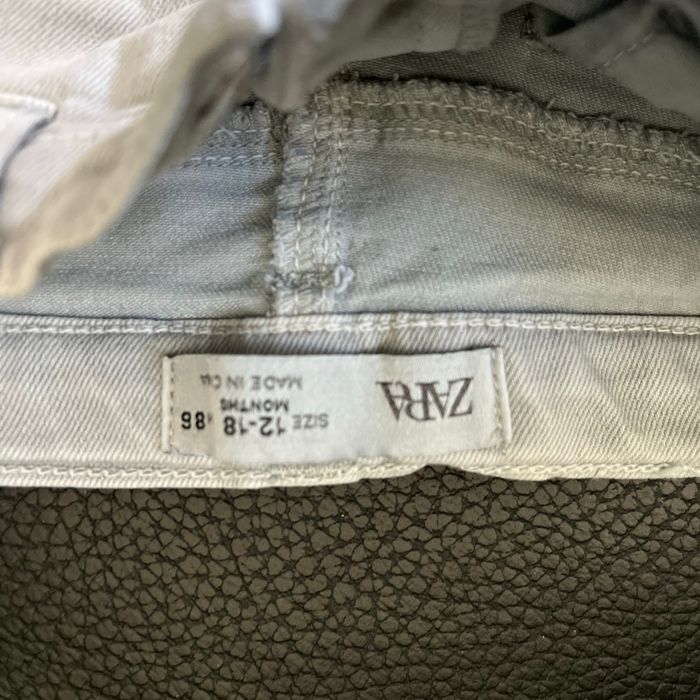 ZARA
SIZE 12-18 86
MONTHS
MADE IN